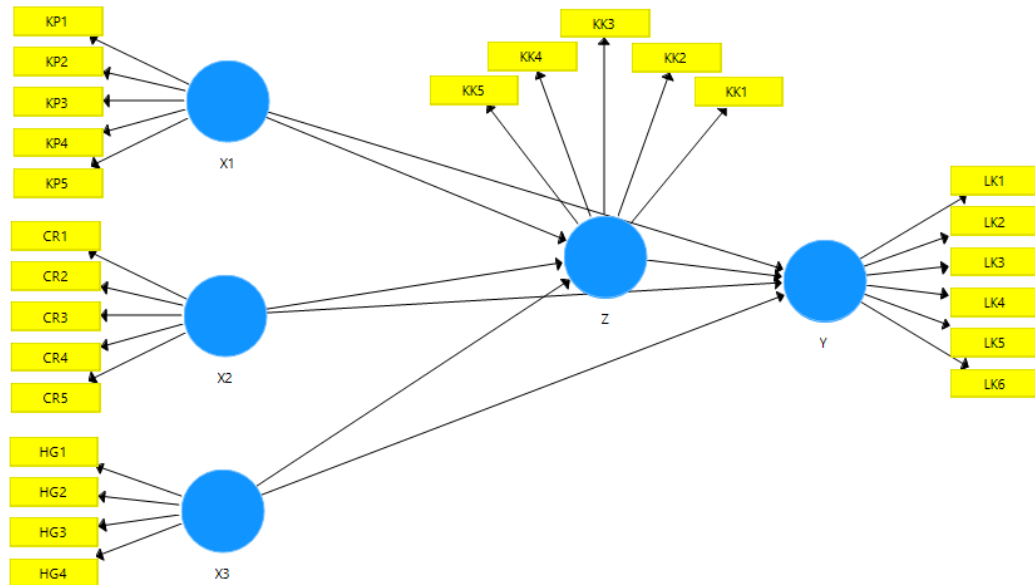 KP1
KP2
KP3
KP4
KP5
X1
KK5
KK4
KK3
KK2
KK1
CR1
CR2
CR3
CR4
CR5
X2
Z
Y
LK1
LK2
LK3
LK4
LK5
LK6
HG1
HG2
HG3
HG4
X3